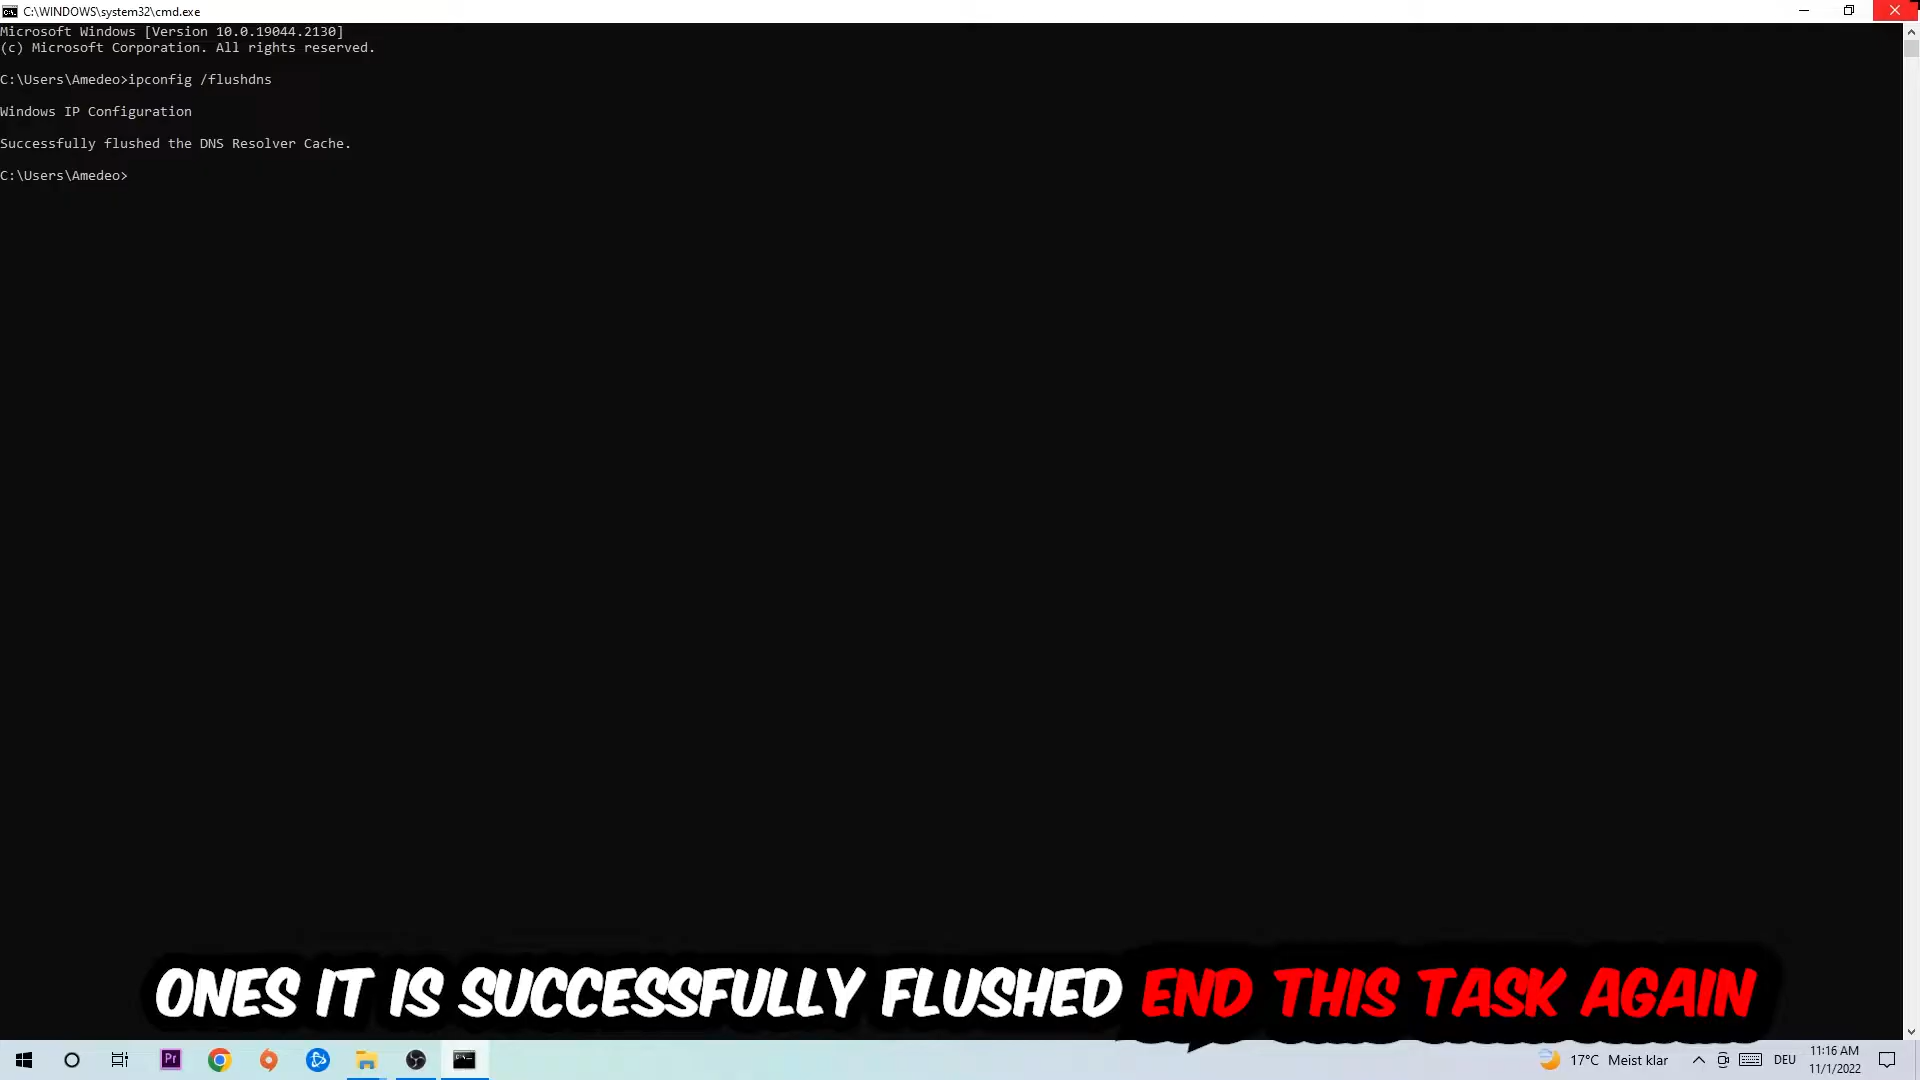 C:\WINDOWS\system32\cmd.exe
Microsoft Windows [Version 10.0.19044.2130]
(c) Microsoft Corporation. All rights reserved.
C:\Users\Amedeo>ipconfig /flushdns
Windows IP Configuration
Successfully flushed the DNS Resolver Cache.
C:\Users\Amedeo>
ONES IT IS SUCCESSFULLY FLUSHED END THIS TASK AGAIN
Pr
17°C Meist klar
DEU
11:16 AM
11/1/2022